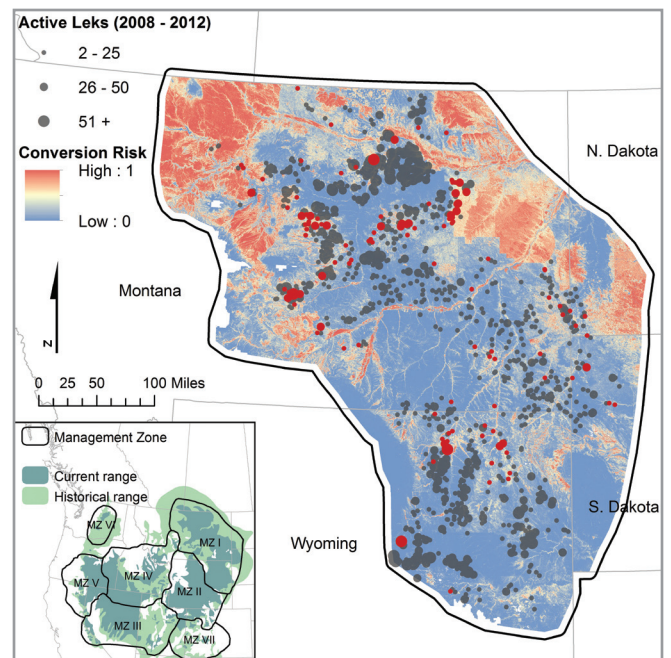 Active Leks (2008 - 2012)
2 - 25
26 - 50
51 +
Conversion Risk
High : 1
Low : 0
N. Dakota
Montana
N
0 25 50 100 Miles
S. Dakota
Wyoming
Management Zone
Current range
Historical range
MZ VI
MZ I
MZ IV
MZ V
MZ II
MZ III
MZ VII